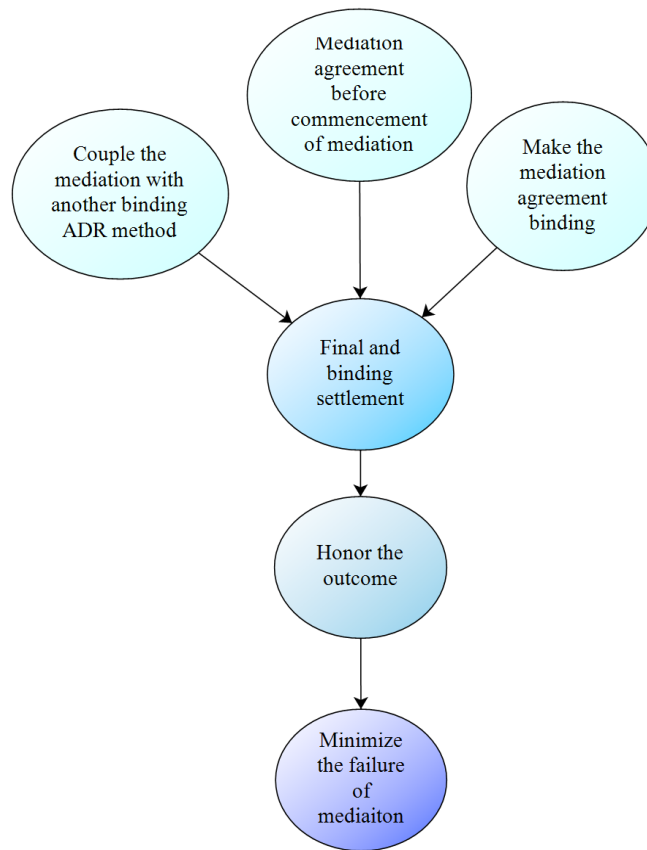 Mediation
agreement
before
commencement
of mediation
Couple the
mediation with
another binding
ADR method
Make the
mediation
agreement
binding
Final and
binding
settlement
Honor the
outcome
Minimize
the failure
of
mediaiton